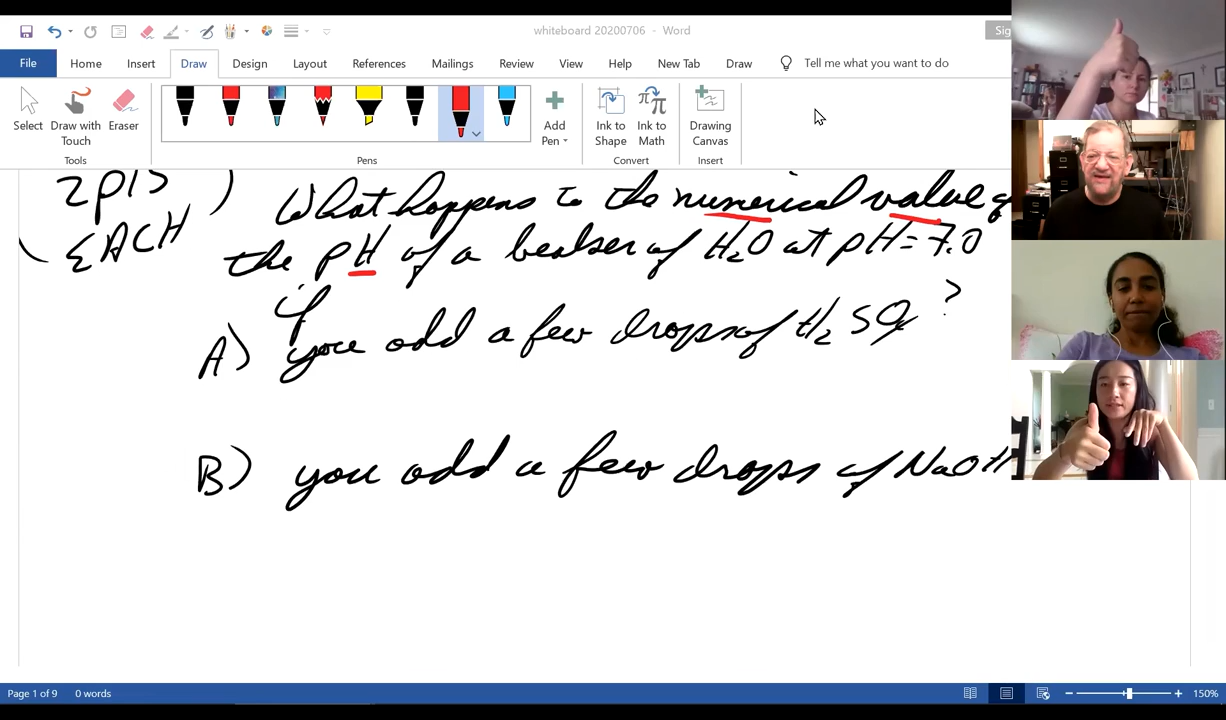 whiteboard 20200706 - Word
File Home Insert Draw Design Layout References Mailings Review View Help New Tab Draw Tell me what you want to do
Select Draw with Touch Eraser Add Pen Ink to Shape Ink to Math Drawing Canvas
Tools Pens Convert Insert
2 pts ) What happens to the numerical value
( EACH the pH of a beaker of H2O at pH = 7.0
if
A) you add a few drops of H2SO4 ?
B) you add a few drops of NaOH
Page 1 of 9 0 words 150%